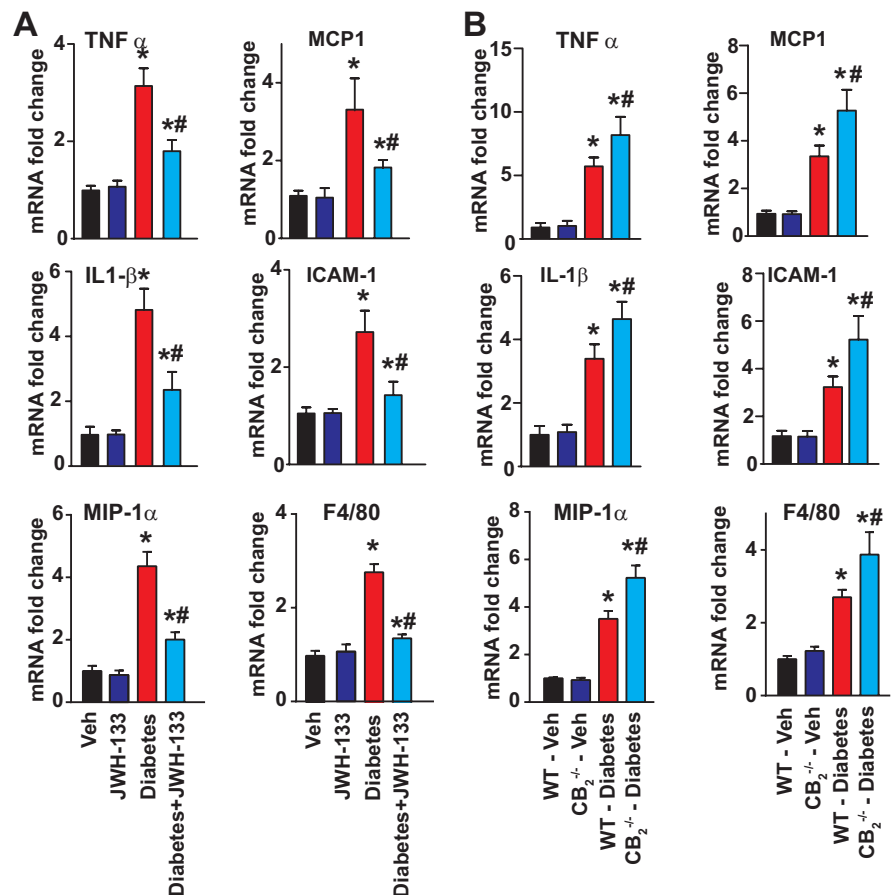 A
B
TNF α
*
*#
mRNA fold change
0
2
4
MCP1
*
*#
mRNA fold change
0
2
4
TNF α
*
*#
mRNA fold change
0
5
10
15
MCP1
*
*#
mRNA fold change
0
2
4
6
8
IL1-β*
*#
mRNA fold change
0
2
4
6
ICAM-1
*
*#
mRNA fold change
0
2
4
IL-1β
*
*#
mRNA fold change
0
2
4
6
ICAM-1
*
*#
mRNA fold change
0
2
4
6
8
MIP-1α
*
*#
mRNA fold change
0
2
4
6
F4/80
*
*#
mRNA fold change
0
2
4
MIP-1α
*
*#
mRNA fold change
0
2
4
6
8
F4/80
*
*#
mRNA fold change
0
2
4
Veh
JWH-133
Diabetes
Diabetes+JWH-133
Veh
JWH-133
Diabetes
Diabetes+JWH-133
WT - Veh
CB₂⁻/⁻ - Veh
WT - Diabetes
CB₂⁻/⁻ - Diabetes
WT - Veh
CB₂⁻/⁻ - Veh
WT - Diabetes
CB₂⁻/⁻ - Diabetes